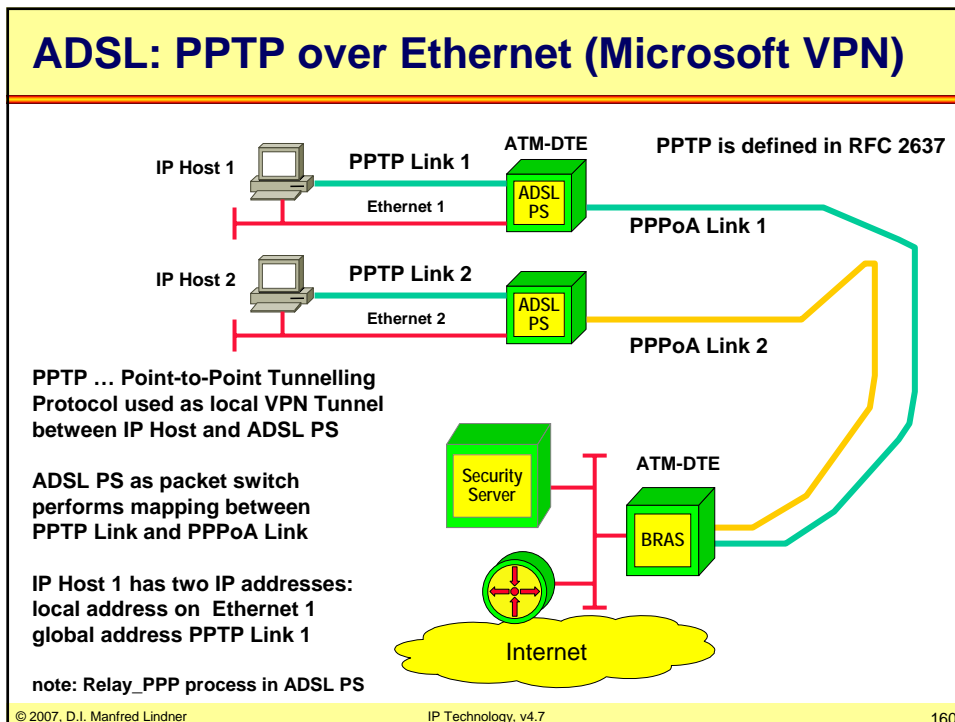 ADSL: PPTP over Ethernet (Microsoft VPN)
ATM-DTE
PPTP is defined in RFC 2637
IP Host 1
PPTP Link 1
ADSL
PS
Ethernet 1
PPPoA Link 1
IP Host 2
PPTP Link 2
ADSL
PS
Ethernet 2
PPPoA Link 2
PPTP … Point-to-Point Tunnelling
Protocol used as local VPN Tunnel
between IP Host and ADSL PS
ADSL PS as packet switch
performs mapping between
PPTP Link and PPPoA Link
IP Host 1 has two IP addresses:
local address on Ethernet 1
global address PPTP Link 1
note: Relay_PPP process in ADSL PS
Security
Server
ATM-DTE
BRAS
Internet
© 2007, D.I. Manfred Lindner
IP Technology, v4.7
160